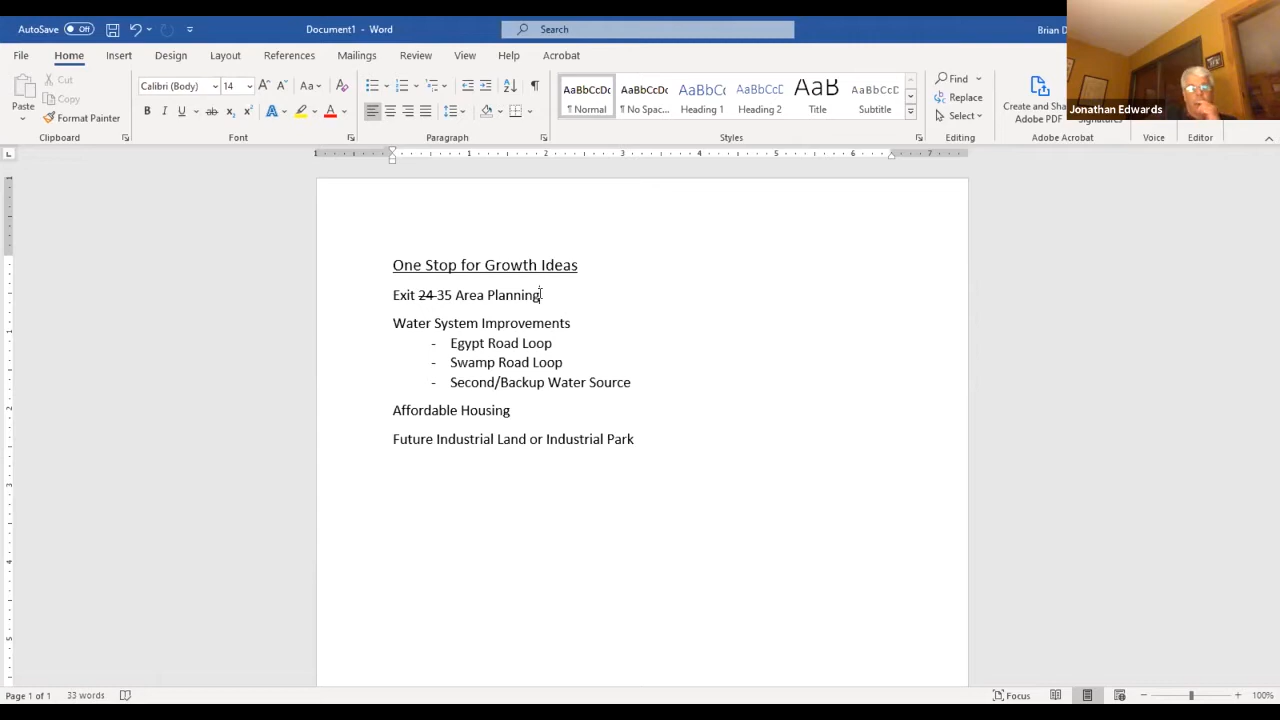 AutoSave Off Document1 - Word Search Brian D
File Home Insert Design Layout References Mailings Review View Help Acrobat
Jonathan Edwards
Paste Cut Copy Format Painter
Calibri (Body) 14
AaBbCcDc AaBbCcDc AaBbCc AaBbCcC AaB AaBbCcD
¶ Normal ¶ No Spac... Heading 1 Heading 2 Title Subtitle
Find Replace Select
Create and Sha
Adobe PDF
Clipboard Font Paragraph Styles Editing Adobe Acrobat Voice Editor
One Stop for Growth Ideas
Exit 24 35 Area Planning
Water System Improvements
- Egypt Road Loop
- Swamp Road Loop
- Second/Backup Water Source
Affordable Housing
Future Industrial Land or Industrial Park
Page 1 of 1 33 words Focus 100%